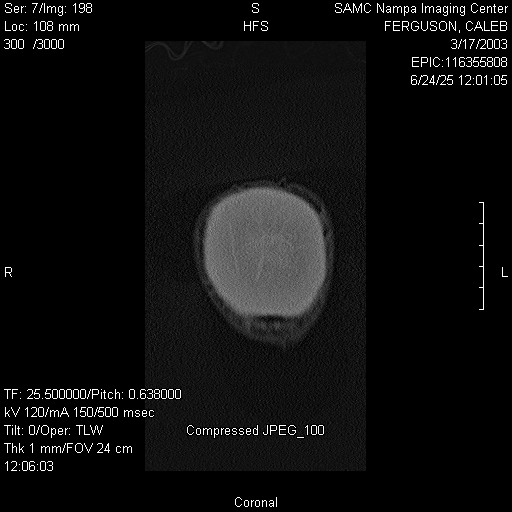 Ser: 7/Img: 198
Loc: 108 mm
300 /3000
S
HFS
SAMC Nampa Imaging Center
FERGUSON, CALEB
3/17/2003
EPIC:116355808
6/24/25 12:01:05
R
L
TF: 25.500000/Pitch: 0.638000
kV 120/mA 150/500 msec
Tilt: 0/Oper: TLW
Thk 1 mm/FOV 24 cm
12:06:03
Compressed JPEG_100
Coronal